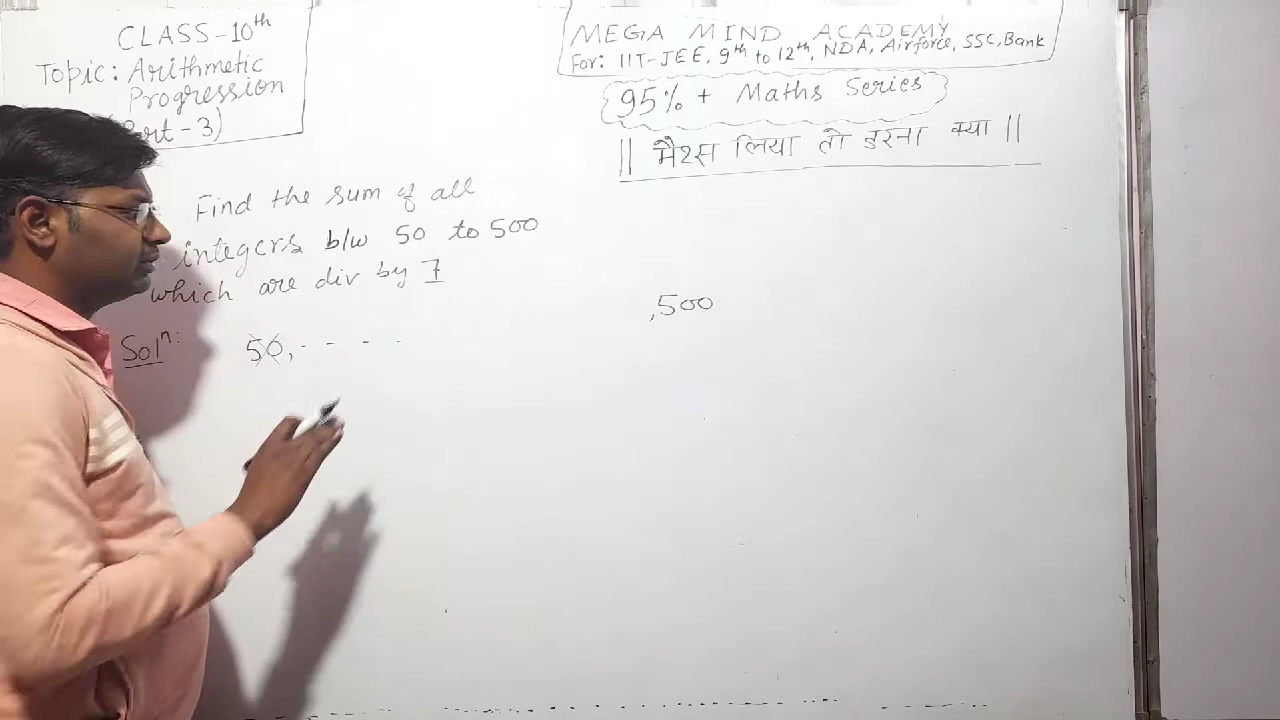 CLASS-10th
Topic: Arithmetic
Progression
MEGA MIND ACADEMY
For: IIT-JEE, 9th to 12th, NDA, Airforce, SSC, Bank
95% + Maths Series
|| मैथ्स लिया तो डरना क्या ||
Find the sum of all
integers b/w 50 to 500
which are div by 7
Solⁿ: 50, - - - -
,500